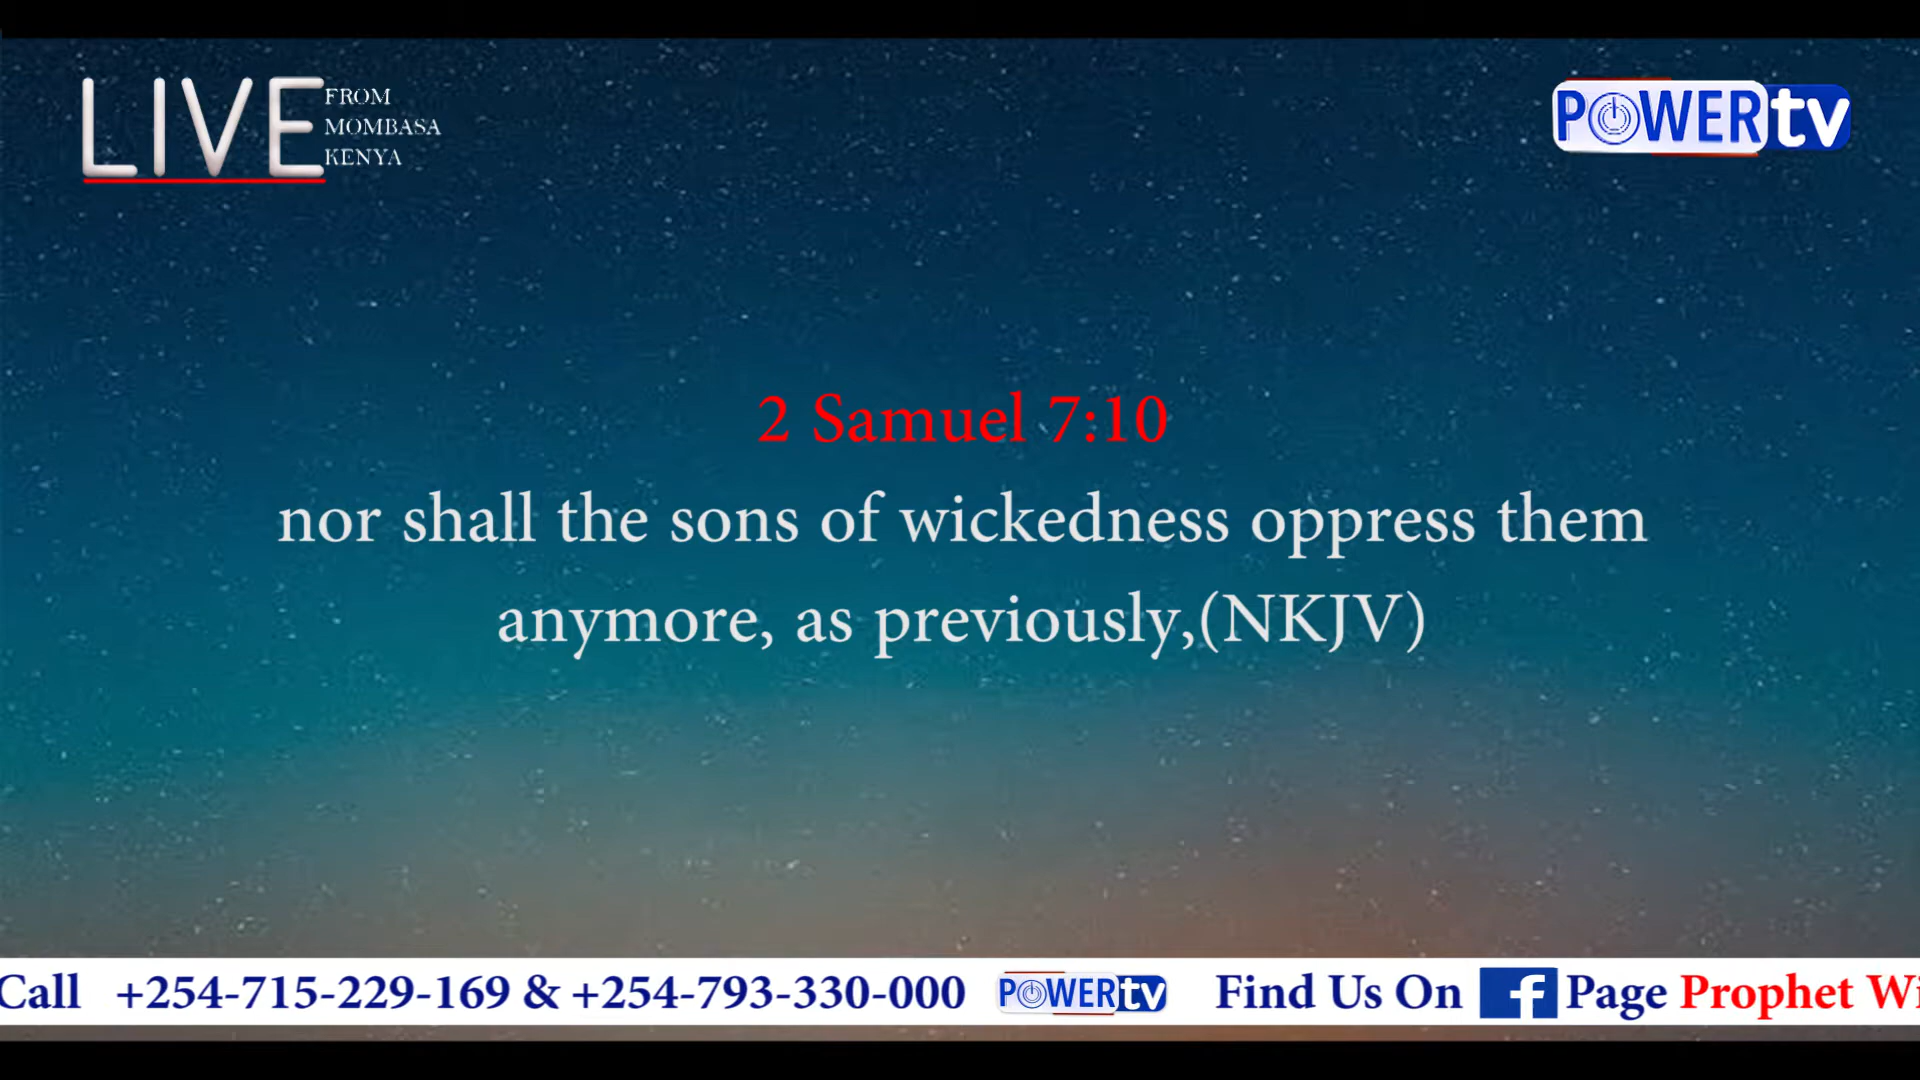 LIVE
FROM
MOMBASA
KENYA
POWERtv
2 Samuel 7:10
nor shall the sons of wickedness oppress them
anymore, as previously,(NKJV)
Call +254-715-229-169 & +254-793-330-000 POWERtv Find Us On f Page Prophet